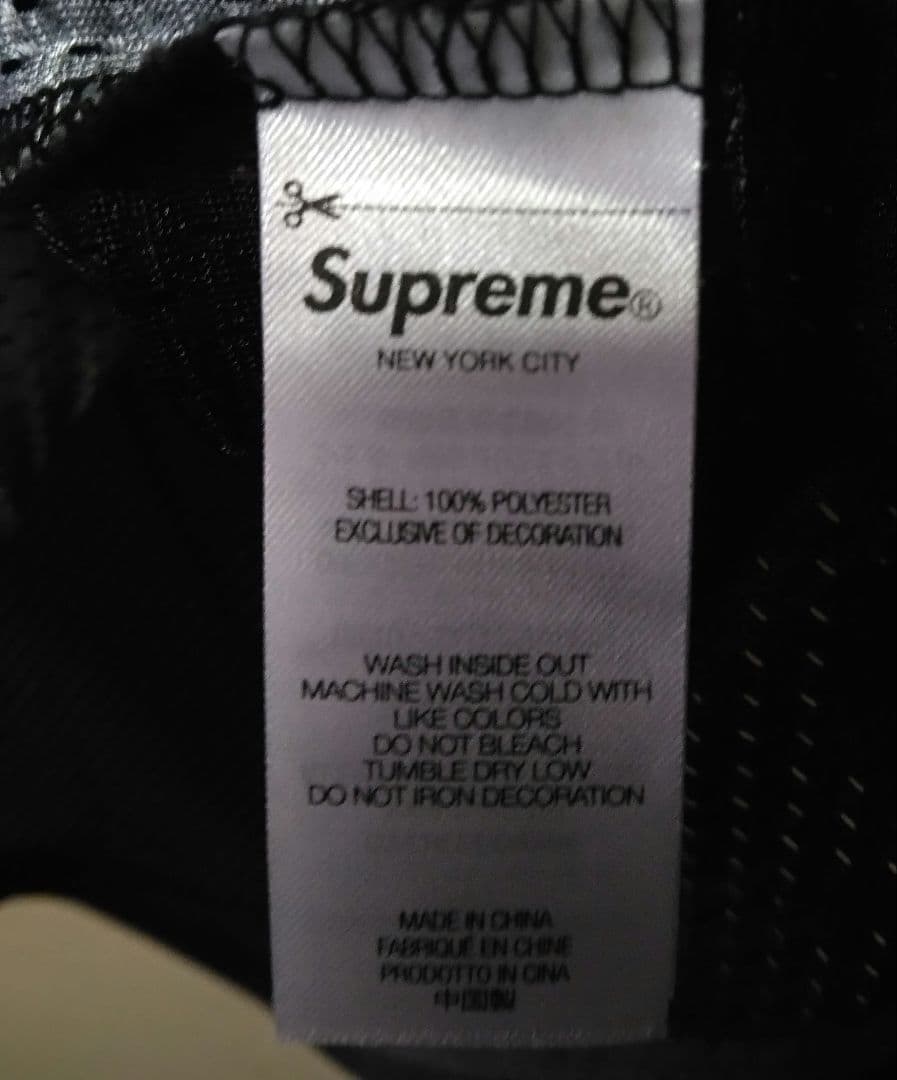 Supreme®
NEW YORK CITY
SHELL: 100% POLYESTER
EXCLUSIVE OF DECORATION
WASH INSIDE OUT
MACHINE WASH COLD WITH
LIKE COLORS
DO NOT BLEACH
TUMBLE DRY LOW
DO NOT IRON DECORATION
MADE IN CHINA
FABRIQUÉ EN CHINE
PRODOTTO IN CINA
中国製